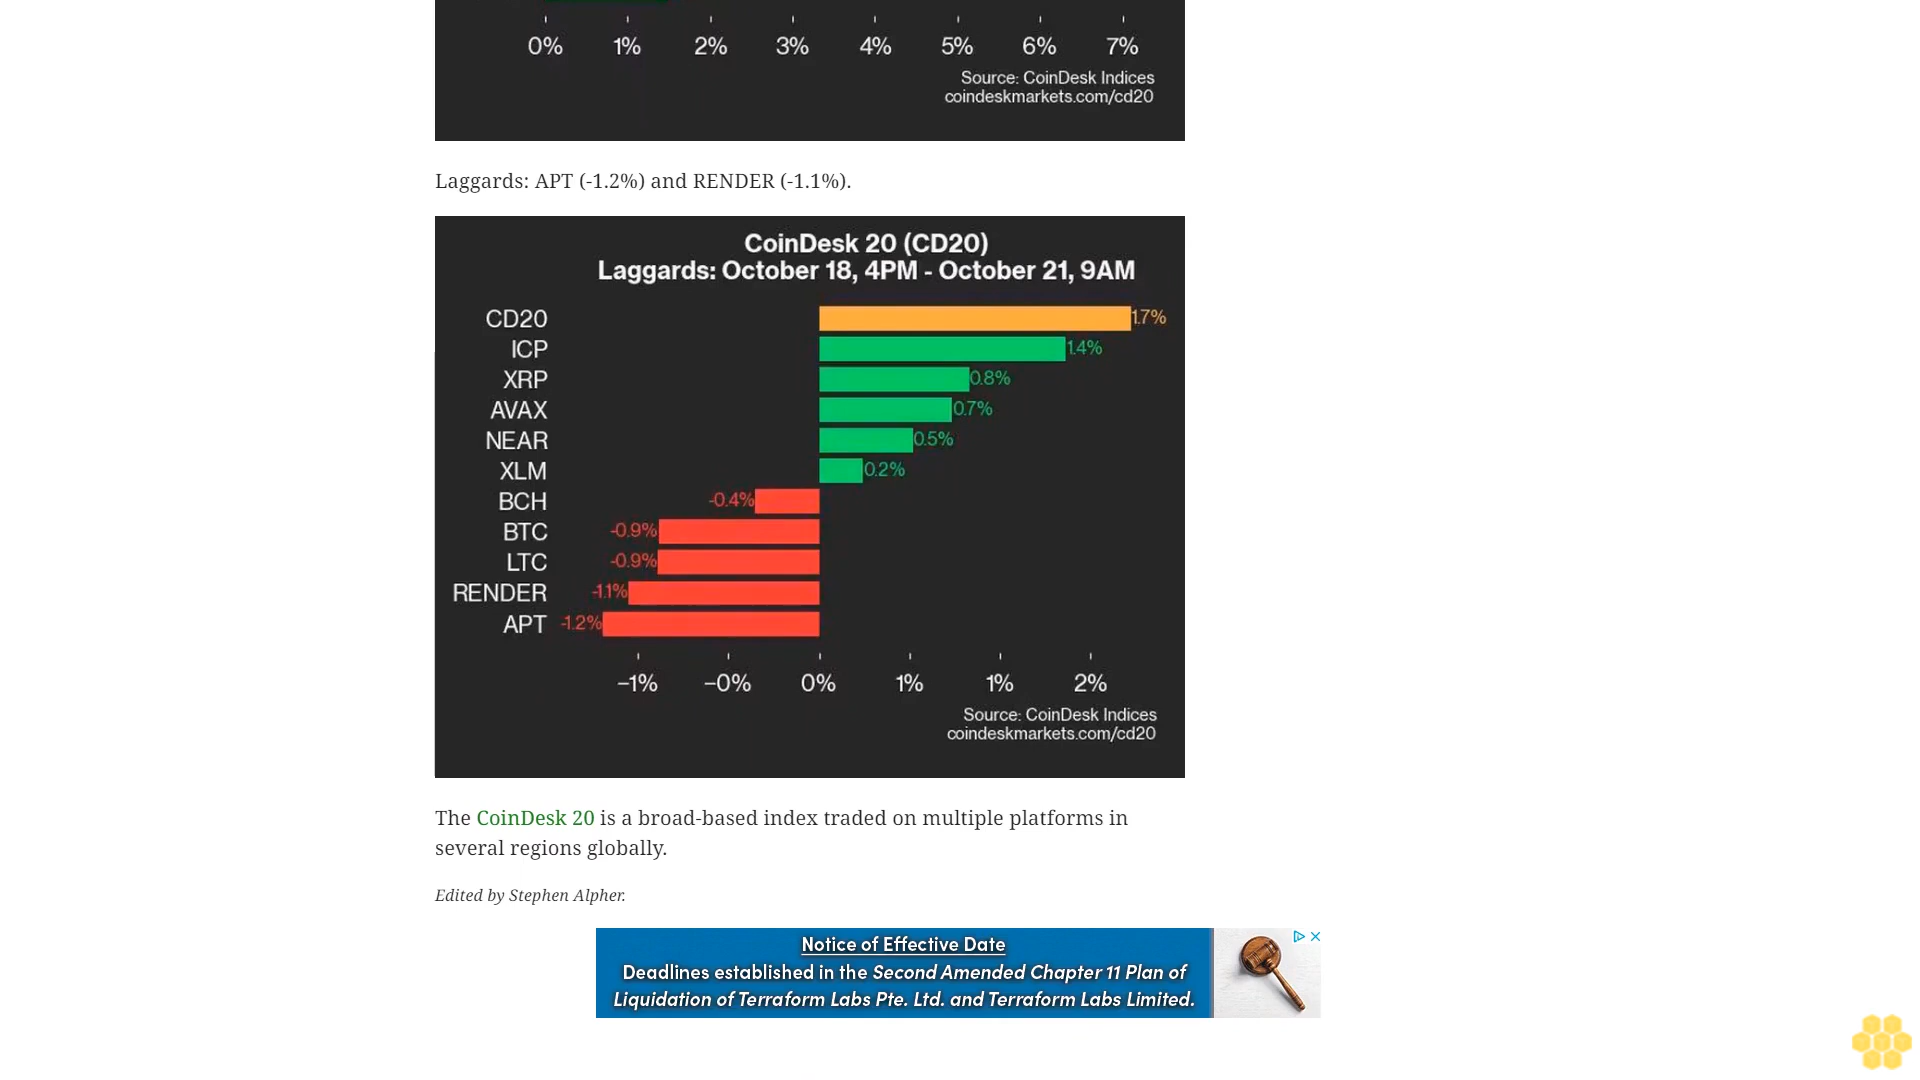 0% 1% 2% 3% 4% 5% 6% 7%
Source: CoinDesk Indices
coindeskmarkets.com/cd20
Laggards: APT (-1.2%) and RENDER (-1.1%).
CoinDesk 20 (CD20)
Laggards: October 18, 4PM - October 21, 9AM
CD20 1.7%
ICP 1.4%
XRP 0.8%
AVAX 0.7%
NEAR 0.5%
XLM 0.2%
BCH -0.4%
BTC -0.9%
LTC -0.9%
RENDER -1.1%
APT -1.2%
−1% −0% 0% 1% 1% 2%
Source: CoinDesk Indices
coindeskmarkets.com/cd20
The CoinDesk 20 is a broad-based index traded on multiple platforms in
several regions globally.
Edited by Stephen Alpher.
Notice of Effective Date
Deadlines established in the Second Amended Chapter 11 Plan of
Liquidation of Terraform Labs Pte. Ltd. and Terraform Labs Limited.